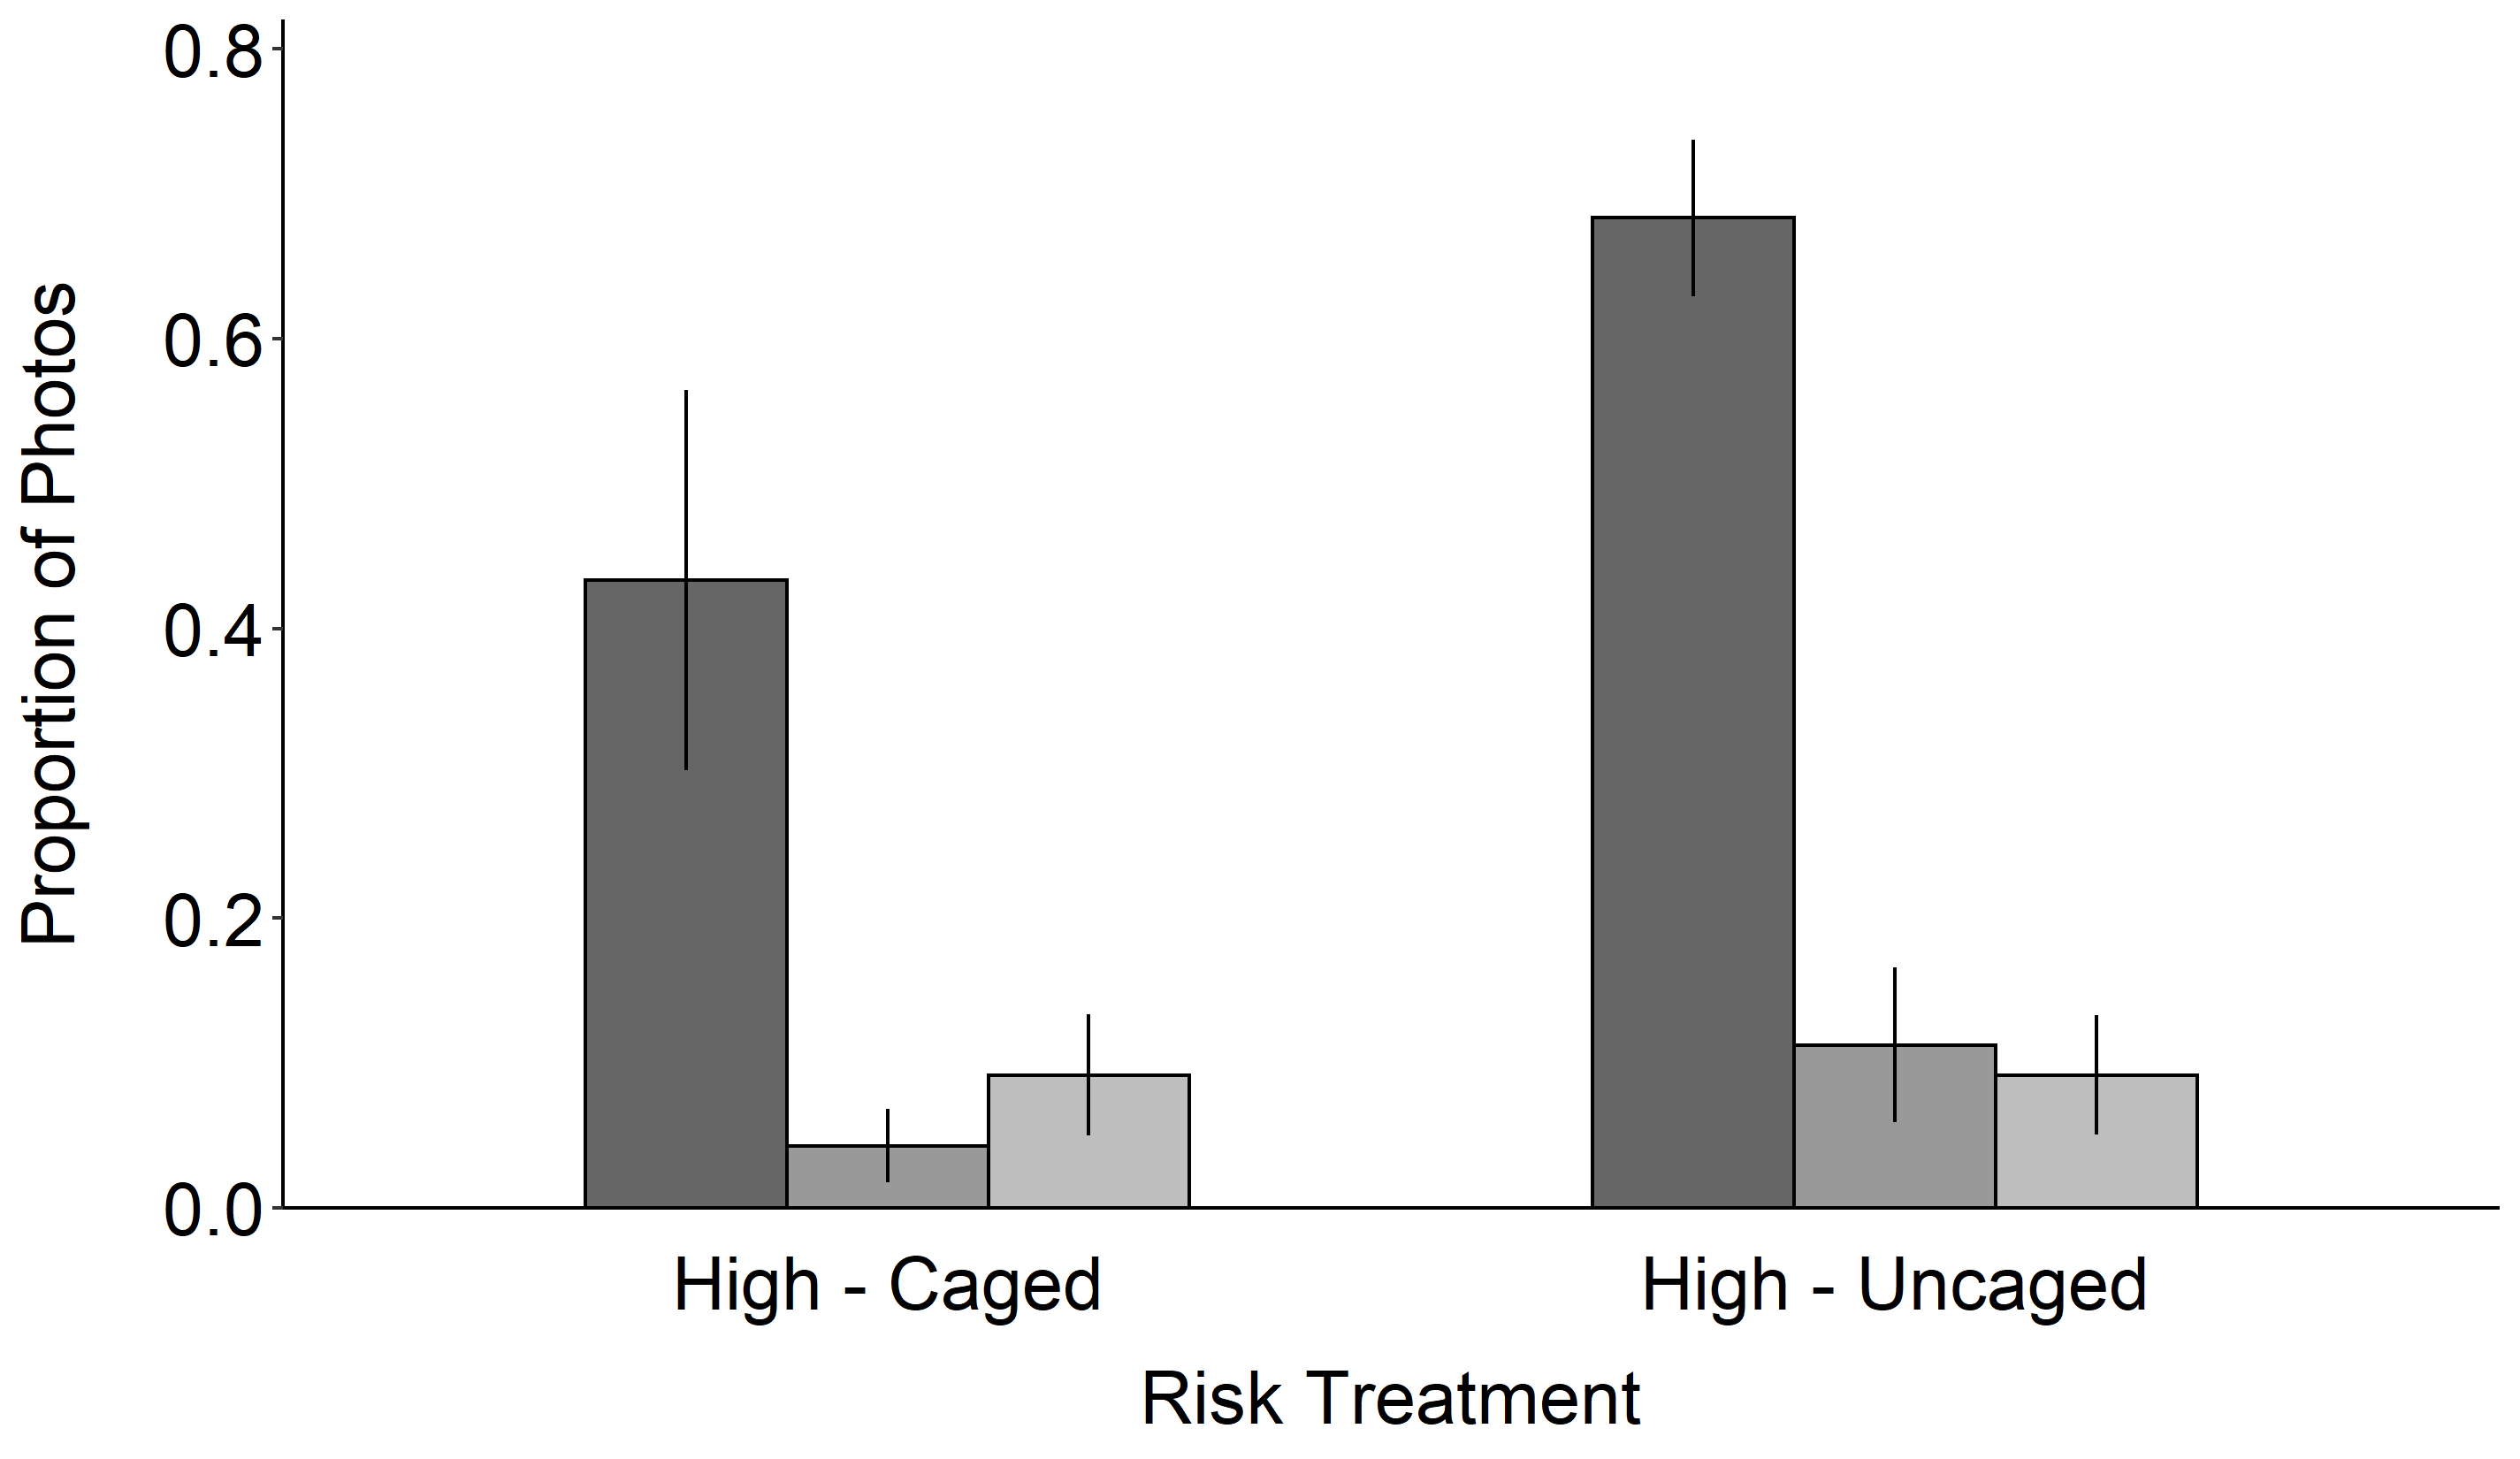 Proportion of Photos
0.8
0.6
0.4
0.2
0.0
High - Caged
High - Uncaged
Risk Treatment